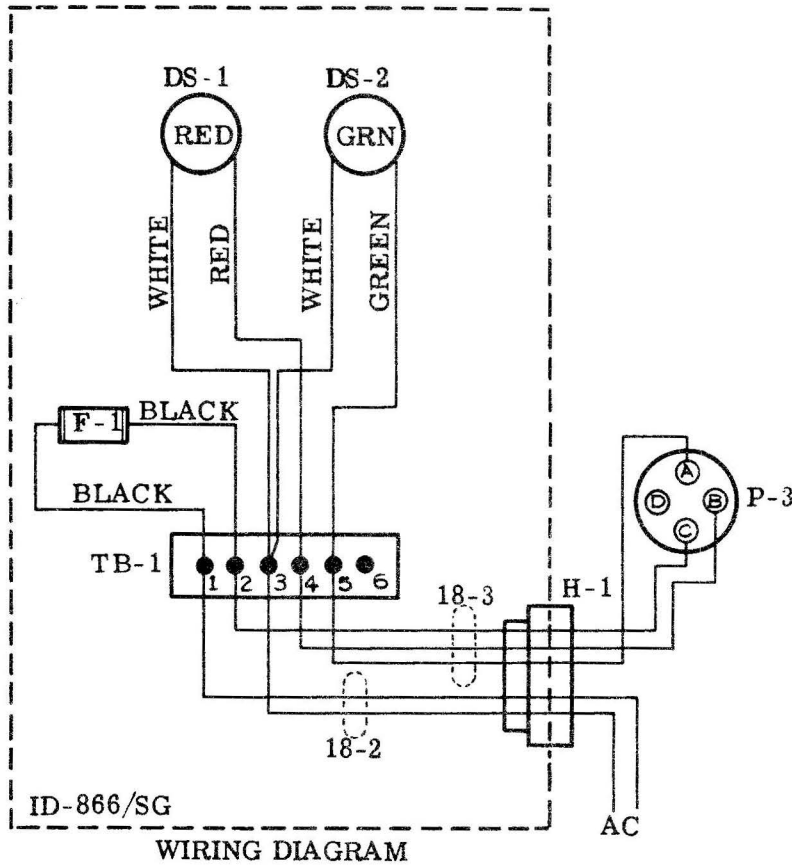 DS-1 DS-2
RED GRN
WHITE RED WHITE GREEN
F-1 BLACK
BLACK
TB-1 1 2 3 4 5 6
A
D B P-3
C
18-3 H-1
18-2
ID-866/SG
AC
WIRING DIAGRAM